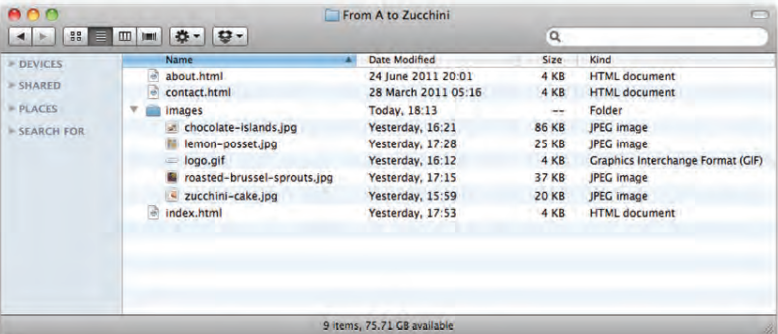 From A to Zucchini
Name Date Modified Size Kind
DEVICES
about.html 24 June 2011 20:01 4 KB HTML document
SHARED
contact.html 28 March 2011 05:16 4 KB HTML document
PLACES
images Today, 18:13 -- Folder
SEARCH FOR
chocolate-islands.jpg Yesterday, 16:21 86 KB JPEG image
lemon-posset.jpg Yesterday, 17:28 25 KB JPEG image
logo.gif Yesterday, 16:12 4 KB Graphics Interchange Format (GIF)
roasted-brussel-sprouts.jpg Yesterday, 17:15 37 KB JPEG image
zucchini-cake.jpg Yesterday, 15:59 20 KB JPEG image
index.html Yesterday, 17:53 4 KB HTML document
9 items, 75.71 GB available